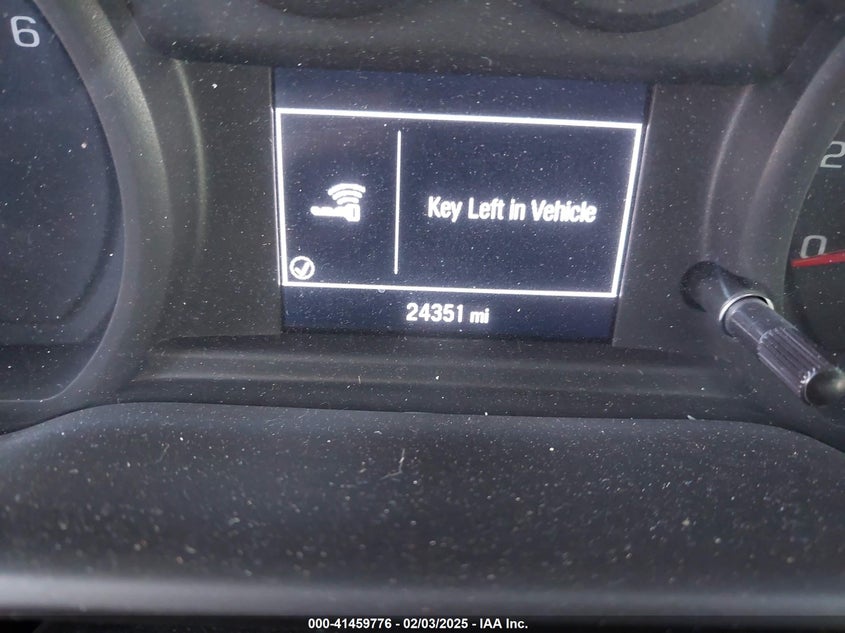 6
Key Left in Vehicle
2
0
24351 mi
000-41459776 - 02/03/2025 - IAA Inc.